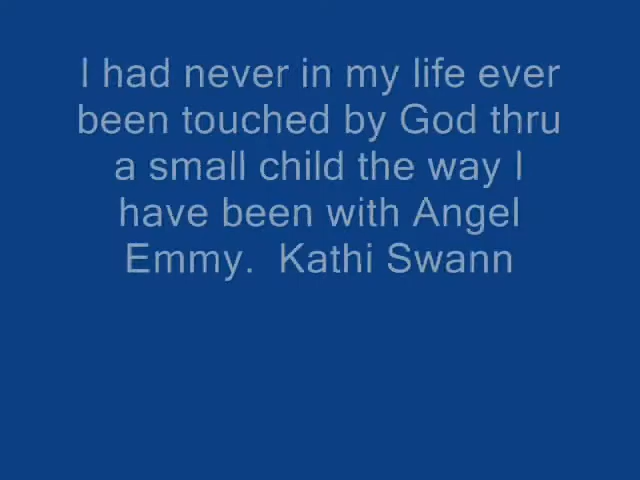 I had never in my life ever
been touched by God thru
a small child the way I
have been with Angel
Emmy.  Kathi Swann